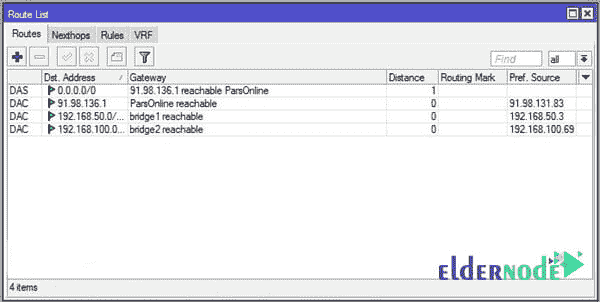 Route List
Routes Nexthops Rules VRF
Find all
Dst. Address Gateway Distance Routing Mark Pref. Source
DAS 0.0.0.0/0 91.98.136.1 reachable ParsOnline 1
DAC 91.98.136.1 ParsOnline reachable 0 91.98.131.83
DAC 192.168.50.0/... bridge1 reachable 0 192.168.50.3
DAC 192.168.100.0... bridge2 reachable 0 192.168.100.69
ELDERNODE
4 items